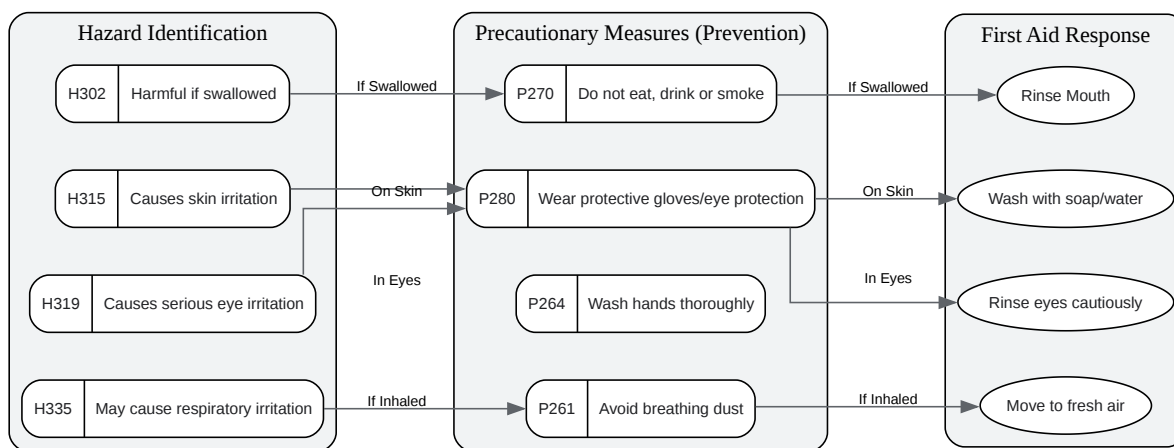 Hazard Identification
Precautionary Measures (Prevention)
First Aid Response
H302 Harmful if swallowed
If Swallowed
P270 Do not eat, drink or smoke
If Swallowed
Rinse Mouth
H315 Causes skin irritation
On Skin
P280 Wear protective gloves/eye protection
On Skin
Wash with soap/water
H319 Causes serious eye irritation
In Eyes
P264 Wash hands thoroughly
In Eyes
Rinse eyes cautiously
H335 May cause respiratory irritation
If Inhaled
P261 Avoid breathing dust
If Inhaled
Move to fresh air